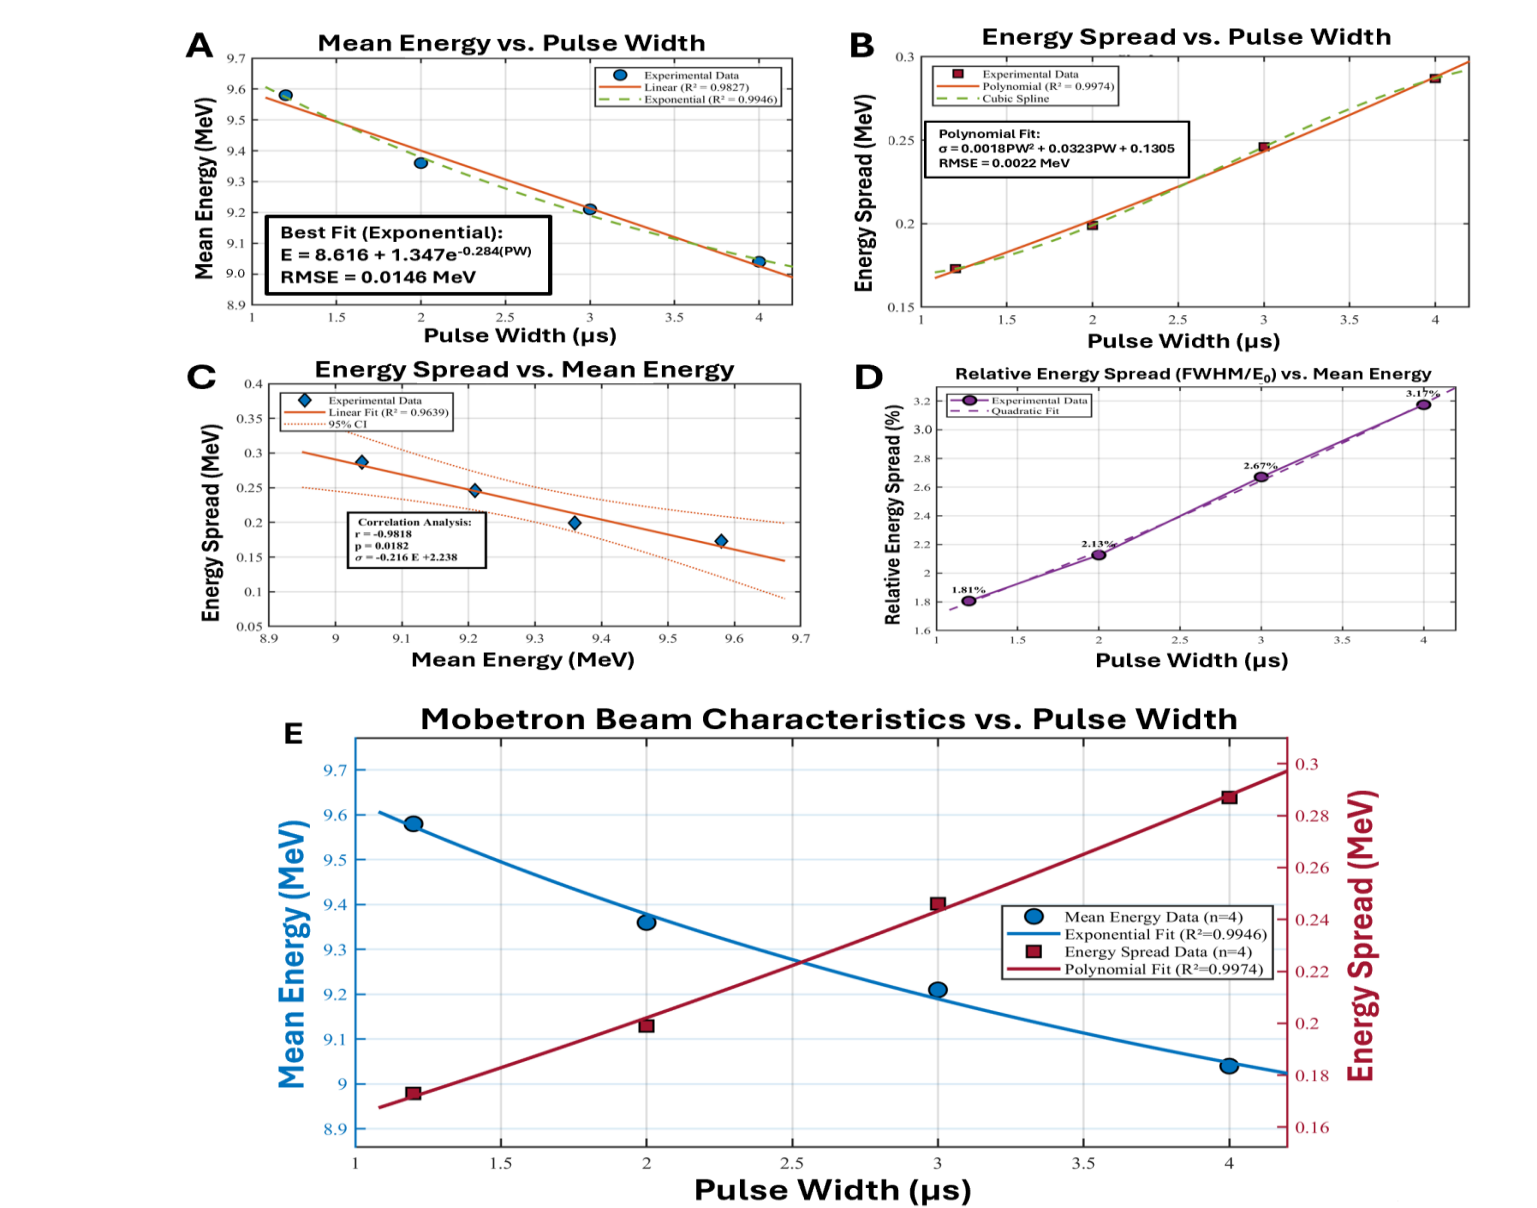 A
Mean Energy vs. Pulse Width
Mean Energy (MeV)
9.7
9.6
9.5
9.4
9.3
9.2
9.1
9.0
8.9
Experimental Data
Linear (R² = 0.9827)
Exponential (R² = 0.9946)
Best Fit (Exponential):
E = 8.616 + 1.347e^-0.284(PW)
RMSE = 0.0146 MeV
1 1.5 2 2.5 3 3.5 4
Pulse Width (µs)
B
Energy Spread vs. Pulse Width
Energy Spread (MeV)
0.3
0.25
0.2
0.15
Experimental Data
Polynomial (R² = 0.9974)
Cubic Spline
Polynomial Fit:
σ = 0.0018PW² + 0.0323PW + 0.1305
RMSE = 0.0022 MeV
1 1.5 2 2.5 3 3.5 4
Pulse Width (µs)
C
Energy Spread vs. Mean Energy
Energy Spread (MeV)
0.4
0.35
0.3
0.25
0.2
0.15
0.1
0.05
Experimental Data
Linear Fit (R² = 0.9639)
95% CI
Correlation Analysis:
r = -0.9818
p = 0.0182
σ = -0.216 E +2.238
8.9 9 9.1 9.2 9.3 9.4 9.5 9.6 9.7
Mean Energy (MeV)
D
Relative Energy Spread (FWHM/E₀) vs. Mean Energy
Relative Energy Spread (%)
3.2
3.0
2.8
2.6
2.4
2.2
2
1.8
1.6
Experimental Data
Quadratic Fit
1.81%
2.13%
2.67%
3.17%
1 1.5 2 2.5 3 3.5 4
Pulse Width (µs)
E
Mobetron Beam Characteristics vs. Pulse Width
Mean Energy (MeV)
9.7
9.6
9.5
9.4
9.3
9.2
9.1
9
8.9
Mean Energy Data (n=4)
Exponential Fit (R²=0.9946)
Energy Spread Data (n=4)
Polynomial Fit (R²=0.9974)
0.3
0.28
0.26
0.24
0.22
0.2
0.18
0.16
Energy Spread (MeV)
1 1.5 2 2.5 3 3.5 4
Pulse Width (µs)